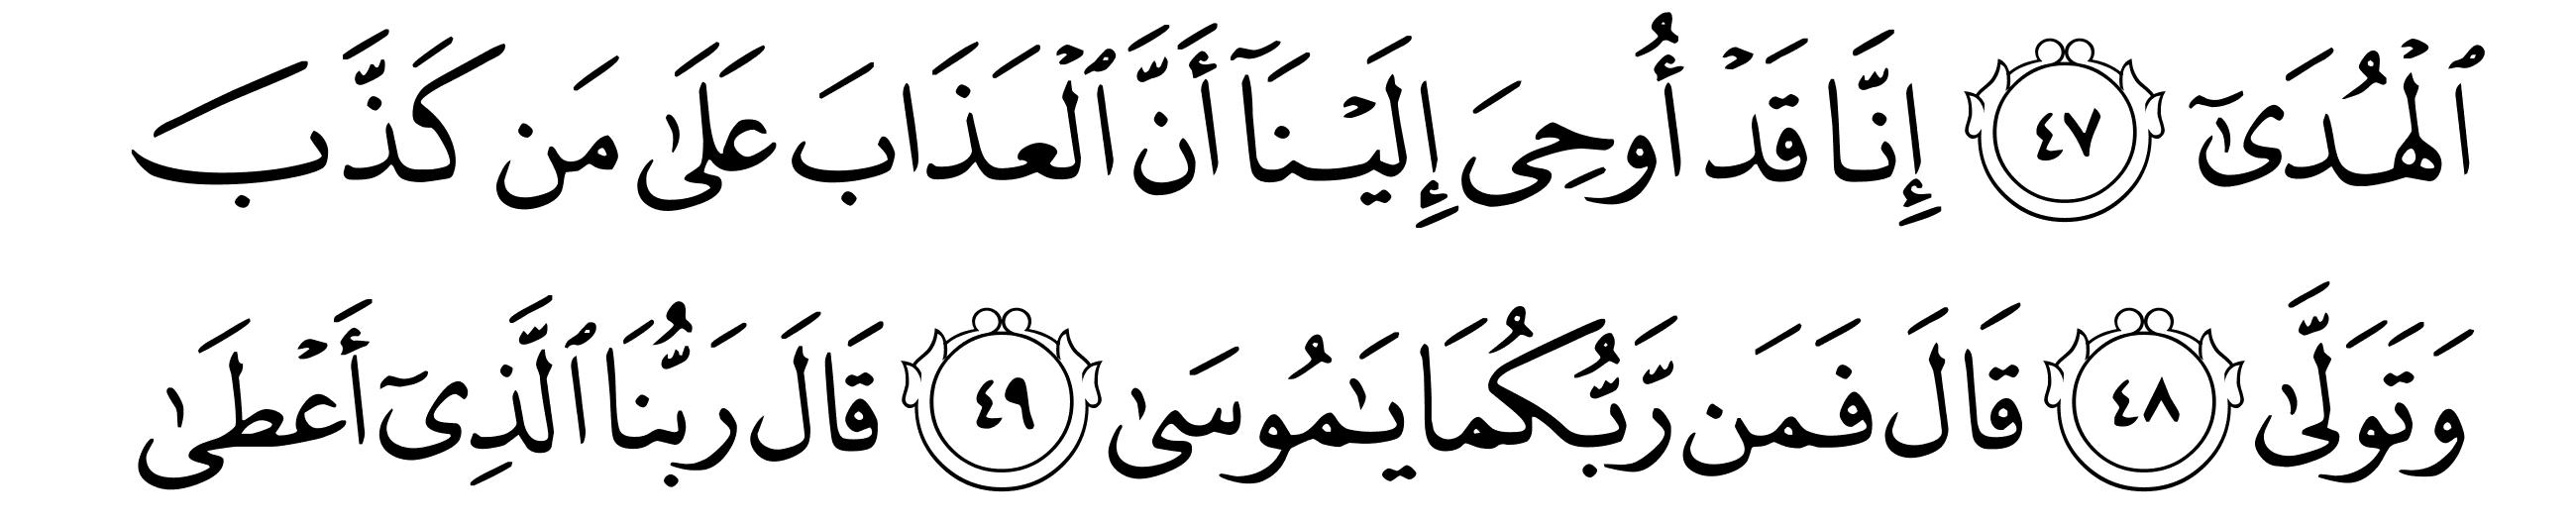 ٱلۡهُدَىٰٓ ٤٧ إِنَّا قَدۡ أُوحِيَ إِلَيۡنَآ أَنَّ ٱلۡعَذَابَ عَلَىٰ مَن كَذَّبَ
وَتَوَلَّىٰ ٤٨ قَالَ فَمَن رَّبُّكُمَا يَٰمُوسَىٰ ٤٩ قَالَ رَبُّنَا ٱلَّذِيٓ أَعۡطَىٰ